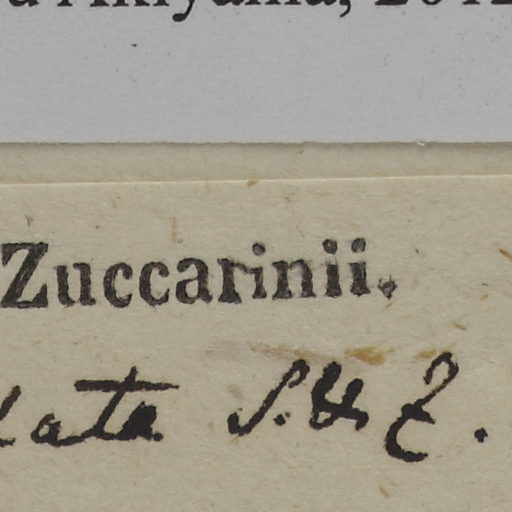 Zuccarinii.
lata S. & Z.